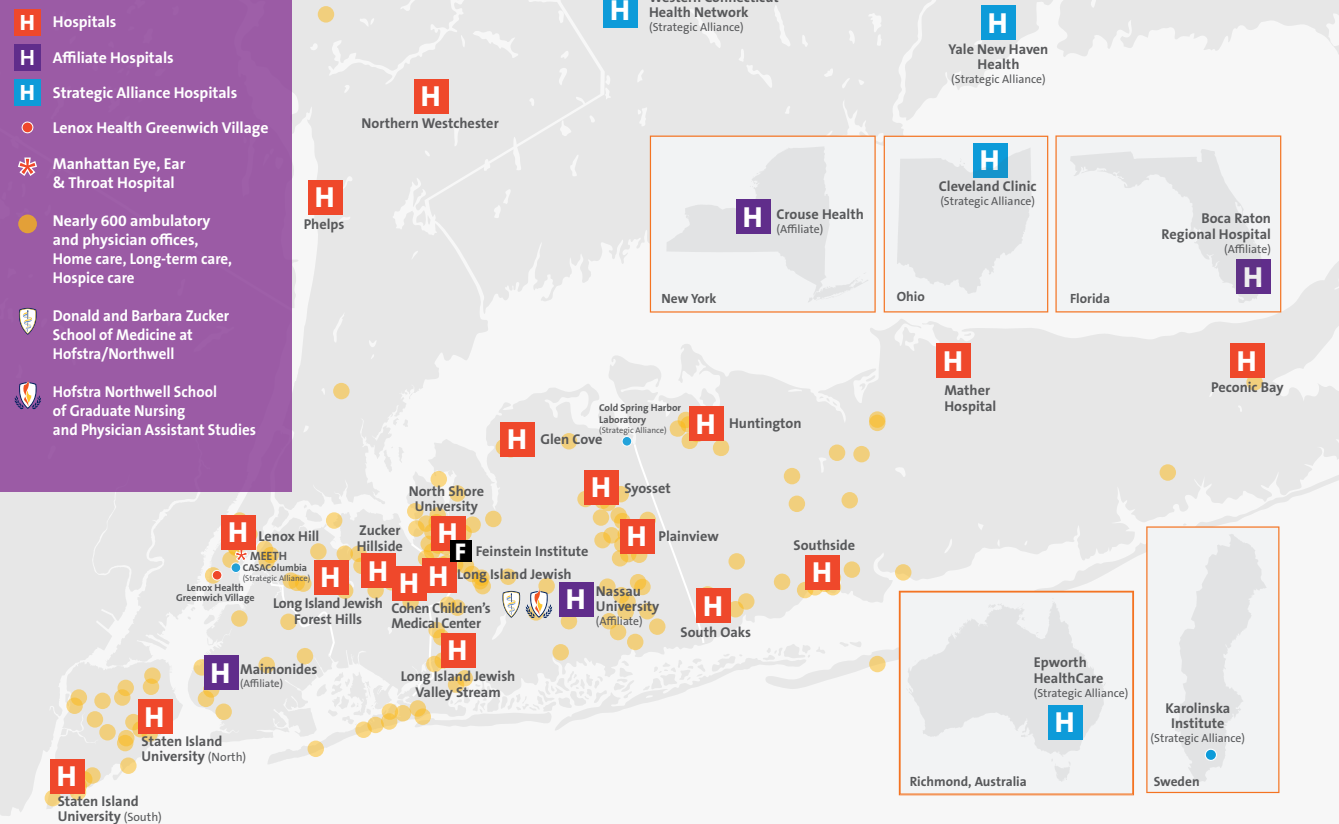 H Hospitals
H Affiliate Hospitals
H Strategic Alliance Hospitals
Lenox Health Greenwich Village
Manhattan Eye, Ear
& Throat Hospital
Nearly 600 ambulatory
and physician offices,
Home care, Long-term care,
Hospice care
Donald and Barbara Zucker
School of Medicine at
Hofstra/Northwell
Hofstra Northwell School
of Graduate Nursing
and Physician Assistant Studies
H
Western Connecticut
Health Network
(Strategic Alliance)
H
Yale New Haven
Health
(Strategic Alliance)
H
Northern Westchester
H
Phelps
H
Crouse Health
(Affiliate)
New York
H
Cleveland Clinic
(Strategic Alliance)
Ohio
Boca Raton
Regional Hospital
(Affiliate)
H
Florida
H
Mather
Hospital
H
Peconic Bay
Cold Spring Harbor
Laboratory
(Strategic Alliance)
H
Huntington
H
Glen Cove
H
Syosset
North Shore
University
H
H
Lenox Hill
MEETH
CASAColumbia
(Strategic Alliance)
Lenox Health
Greenwich Village
Zucker
Hillside
H
F
Feinstein Institute
H
Plainview
Southside
H
H
Long Island Jewish
Forest Hills
H
Cohen Children's
Medical Center
H
Long Island Jewish
H
Nassau
University
(Affiliate)
H
South Oaks
H
Long Island Jewish
Valley Stream
H
Maimonides
(Affiliate)
H
Staten Island
University (North)
H
Staten Island
University (South)
Epworth
HealthCare
(Strategic Alliance)
H
Richmond, Australia
Karolinska
Institute
(Strategic Alliance)
Sweden